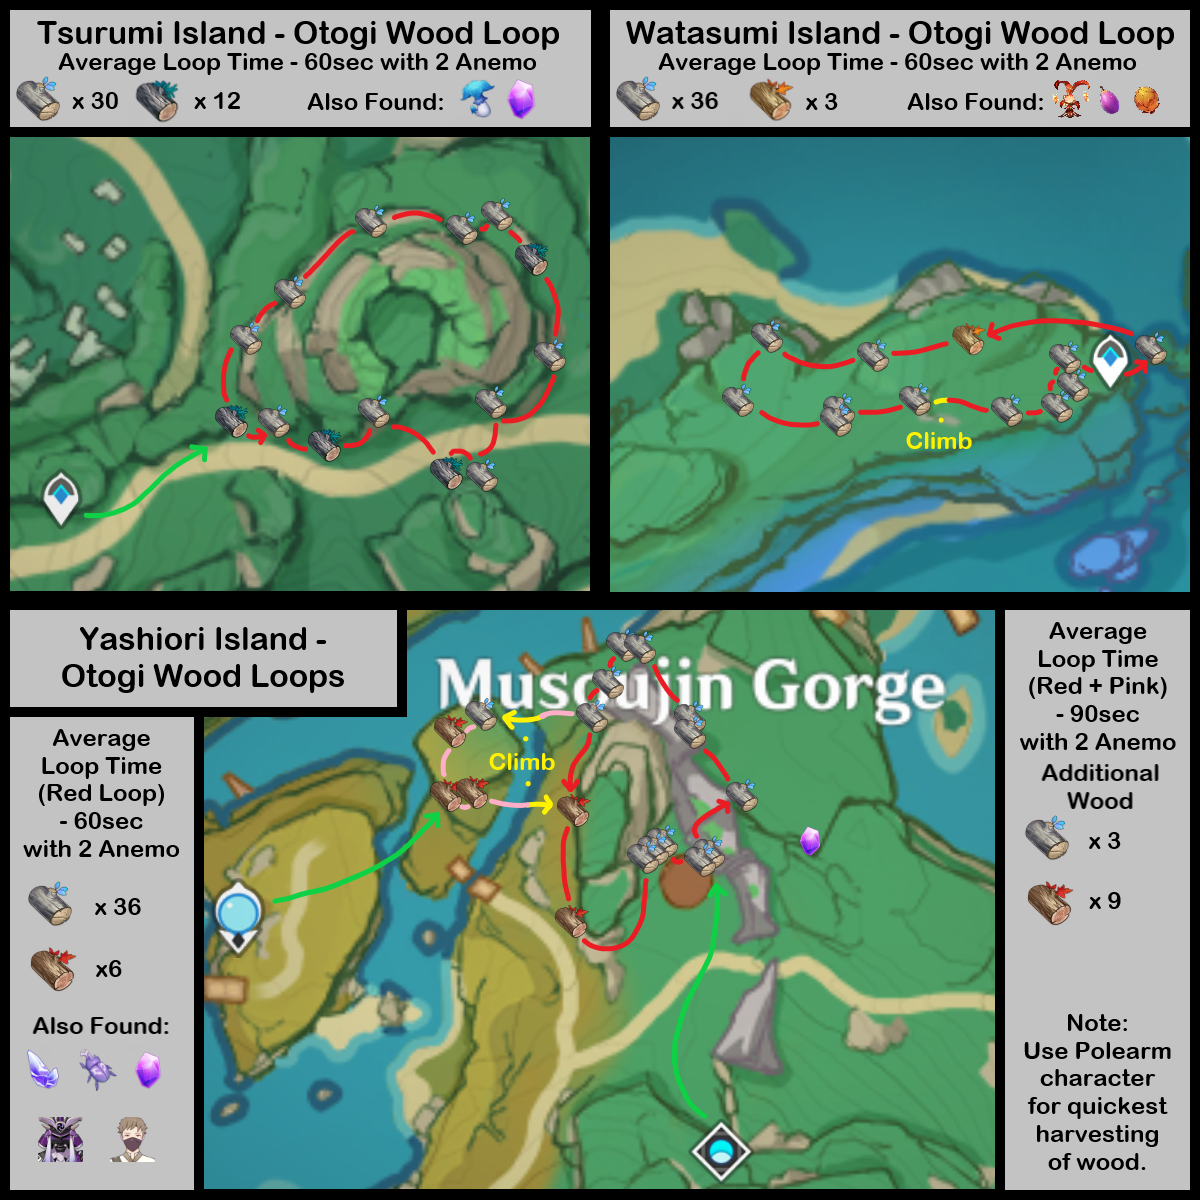 Tsurumi Island - Otogi Wood Loop
Average Loop Time - 60sec with 2 Anemo
x 30
x 12
Also Found:
Watasumi Island - Otogi Wood Loop
Average Loop Time - 60sec with 2 Anemo
x 36
x 3
Also Found:
Climb
Yashiori Island -
Otogi Wood Loops
Average
Loop Time
(Red Loop)
- 60sec
with 2 Anemo
x 36
x6
Also Found:
Musoujin Gorge
Climb
Average
Loop Time
(Red + Pink)
- 90sec
with 2 Anemo
Additional
Wood
x 3
x 9
Note:
Use Polearm
character
for quickest
harvesting
of wood.